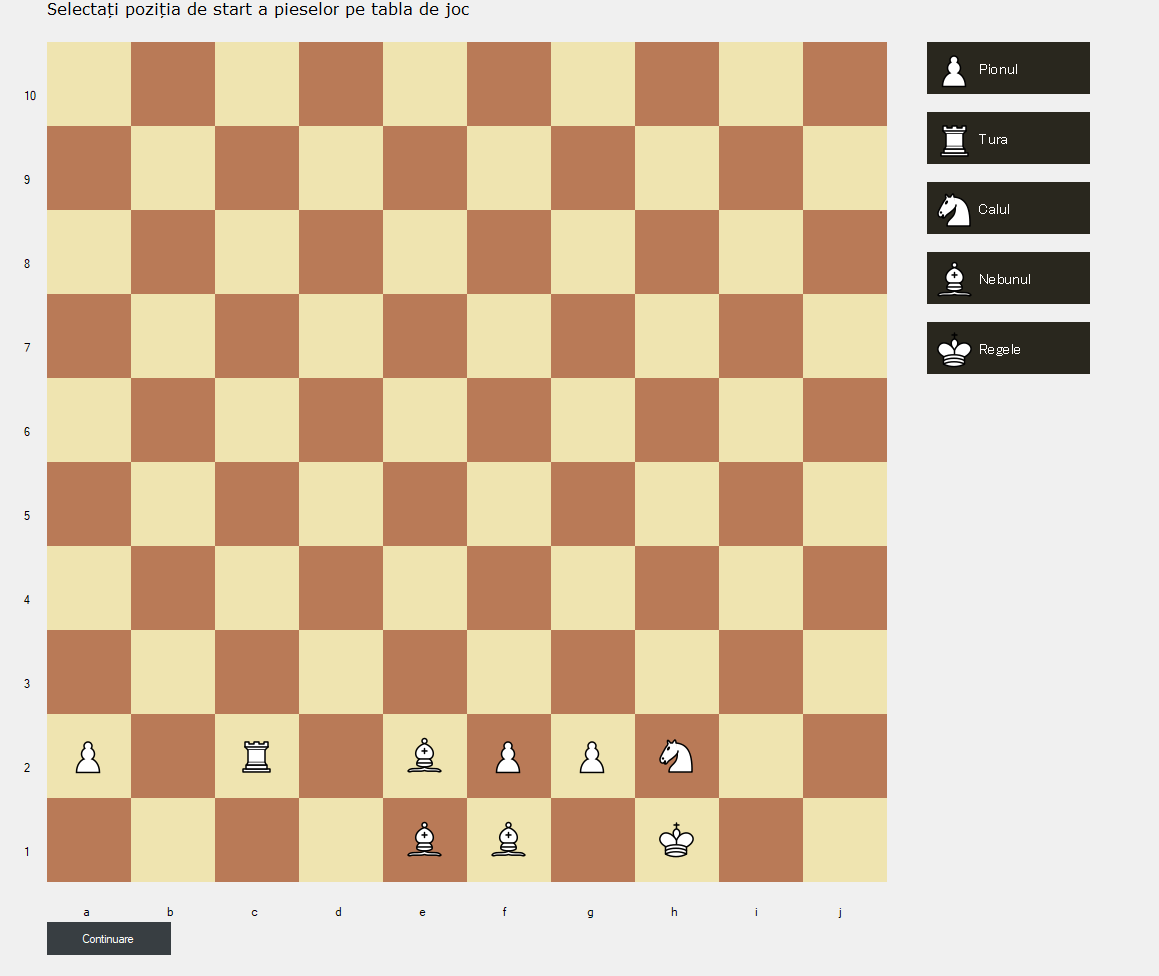 Selectați poziția de start a pieselor pe tabla de joc
Pionul
Tura
Calul
Nebunul
Regele
10
9
8
7
6
5
4
3
2
1
a b c d e f g h i j
Continuare